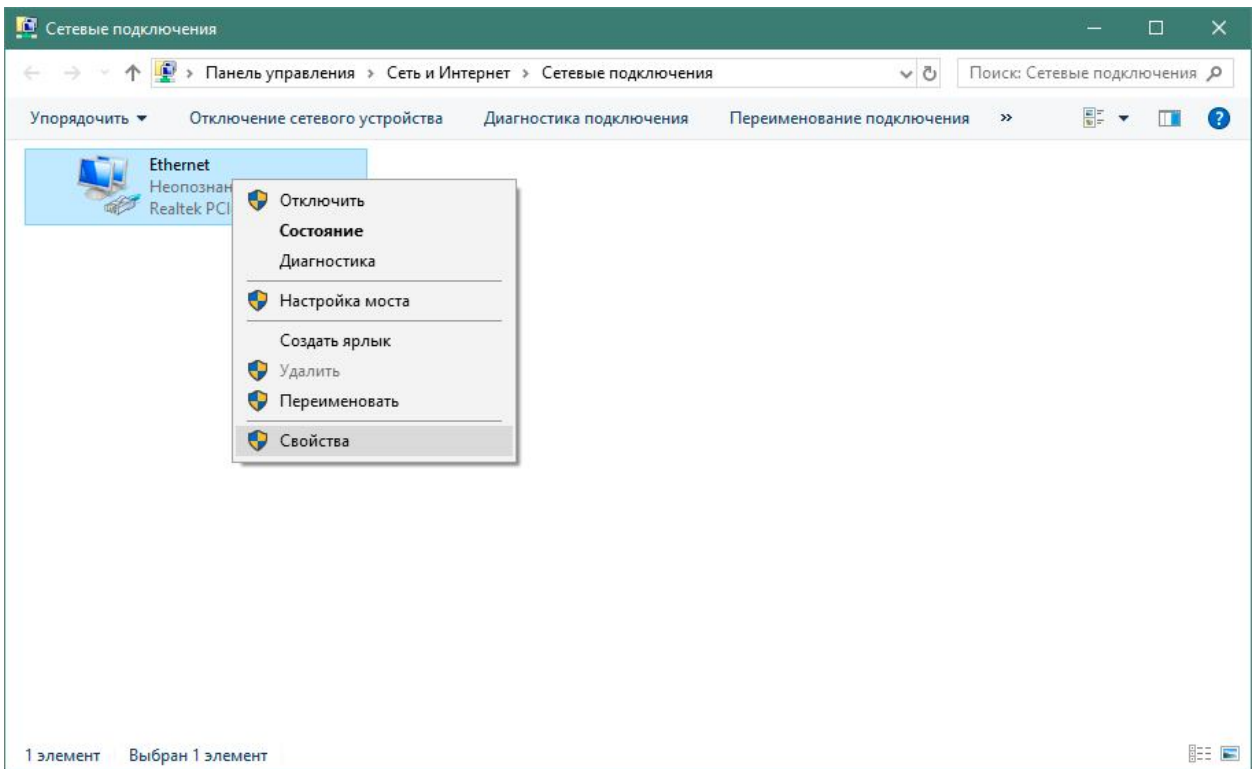 Сетевые подключения
Панель управления > Сеть и Интернет > Сетевые подключения
Поиск: Сетевые подключения
Упорядочить Отключение сетевого устройства Диагностика подключения Переименование подключения »
Ethernet
Неопознан
Realtek PCI
Отключить
Состояние
Диагностика
Настройка моста
Создать ярлык
Удалить
Переименовать
Свойства
1 элемент Выбран 1 элемент